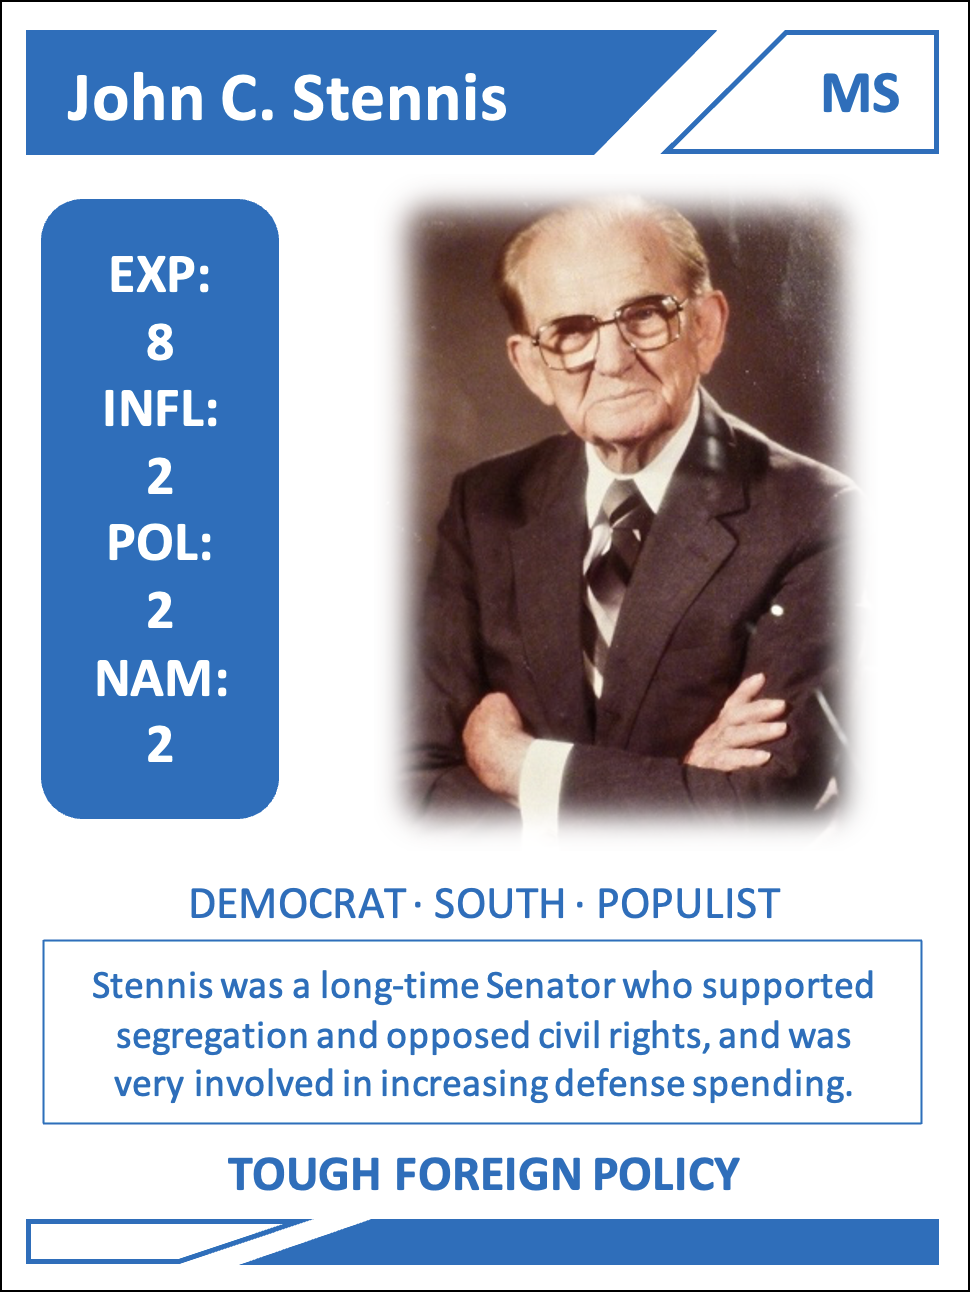 John C. Stennis
MS
EXP:
8
INFL:
2
POL:
2
NAM:
2
DEMOCRAT · SOUTH · POPULIST
Stennis was a long-time Senator who supported
segregation and opposed civil rights, and was
very involved in increasing defense spending.
TOUGH FOREIGN POLICY